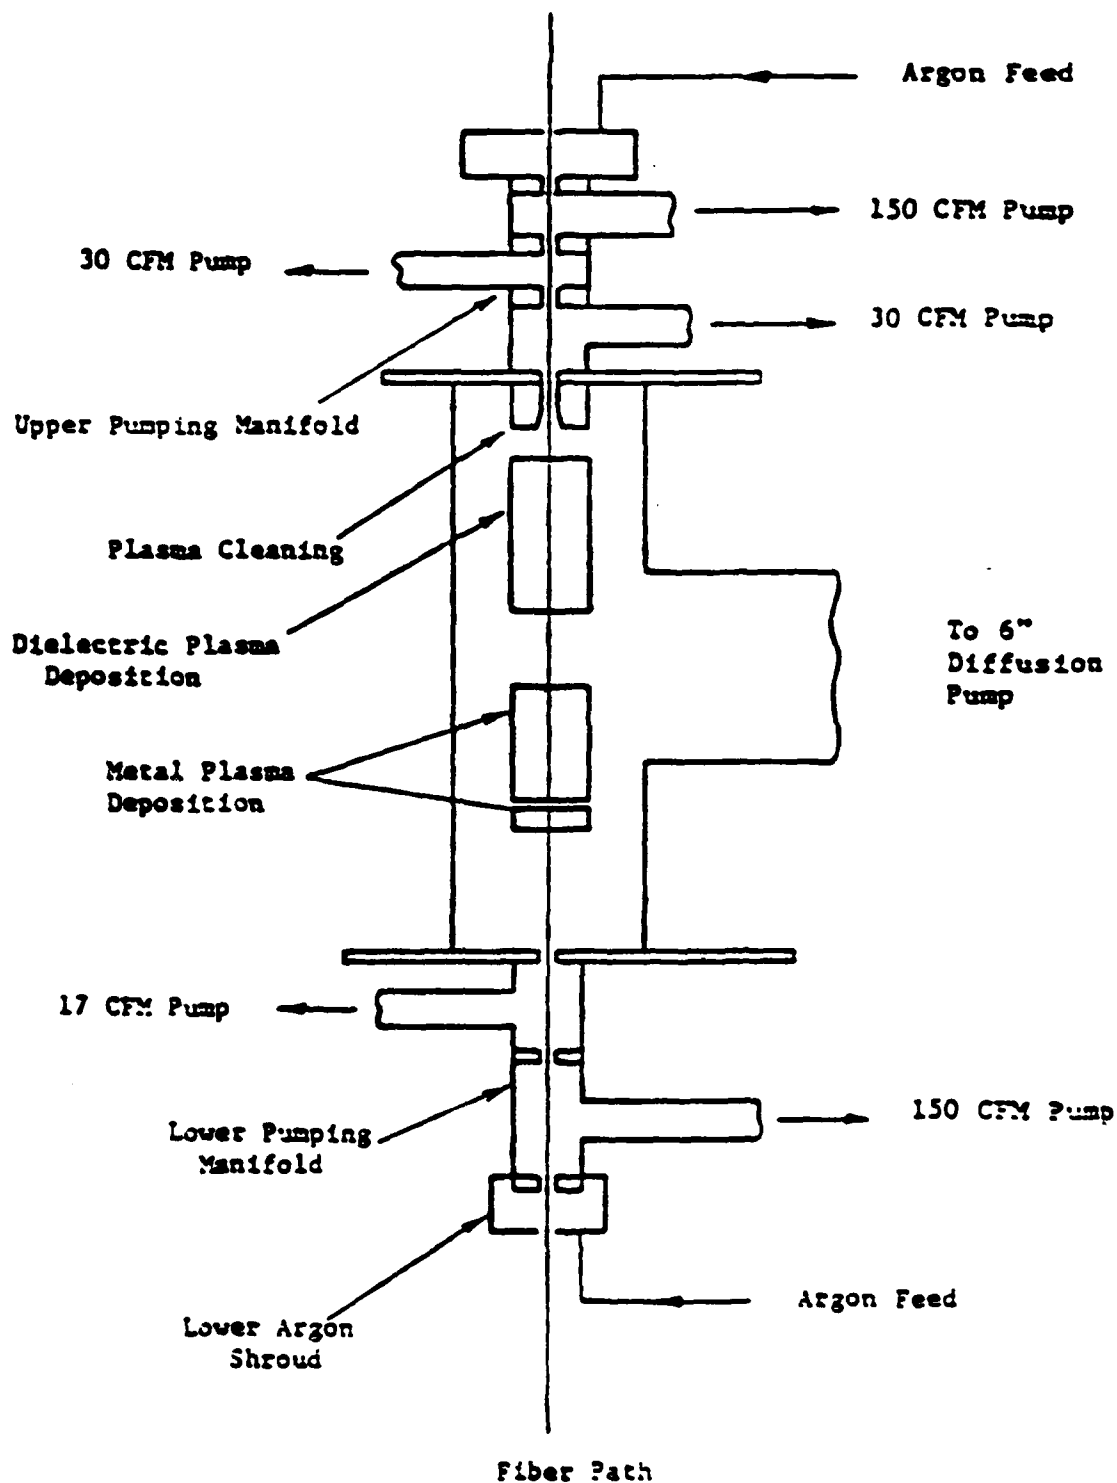 Argon Feed
150 CFM Pump
30 CFM Pump
30 CFM Pump
Upper Pumping Manifold
Plasma Cleaning
Dielectric Plasma
Deposition
To 6"
Diffusion
Pump
Metal Plasma
Deposition
17 CFM Pump
150 CFM Pump
Lower Pumping
Manifold
Argon Feed
Lower Argon
Shroud
Fiber Path